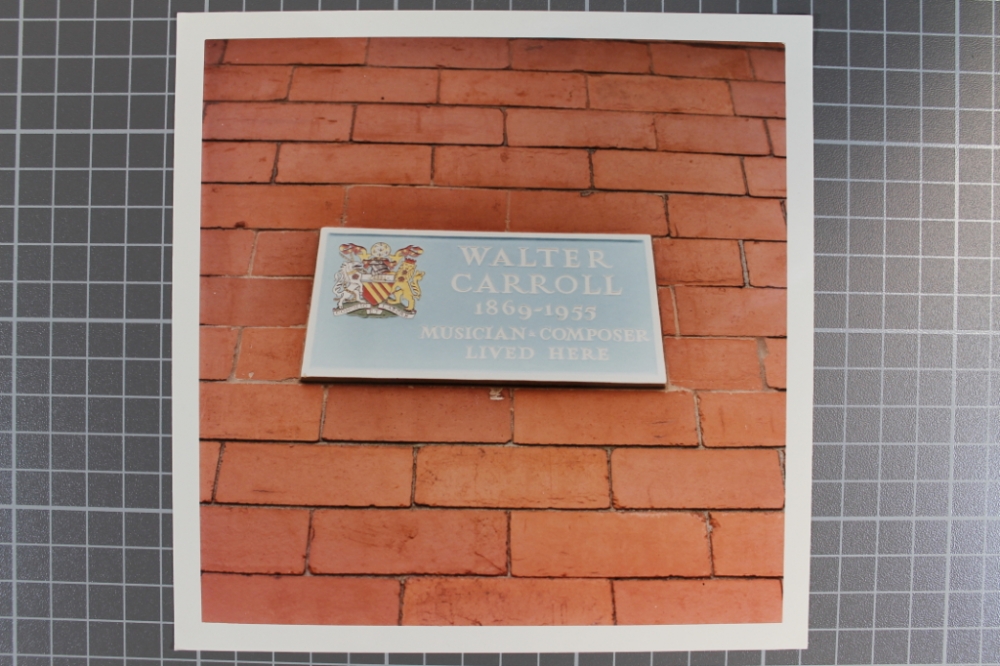 WALTER
CARROLL
1869-1955
MUSICIAN & COMPOSER
LIVED HERE